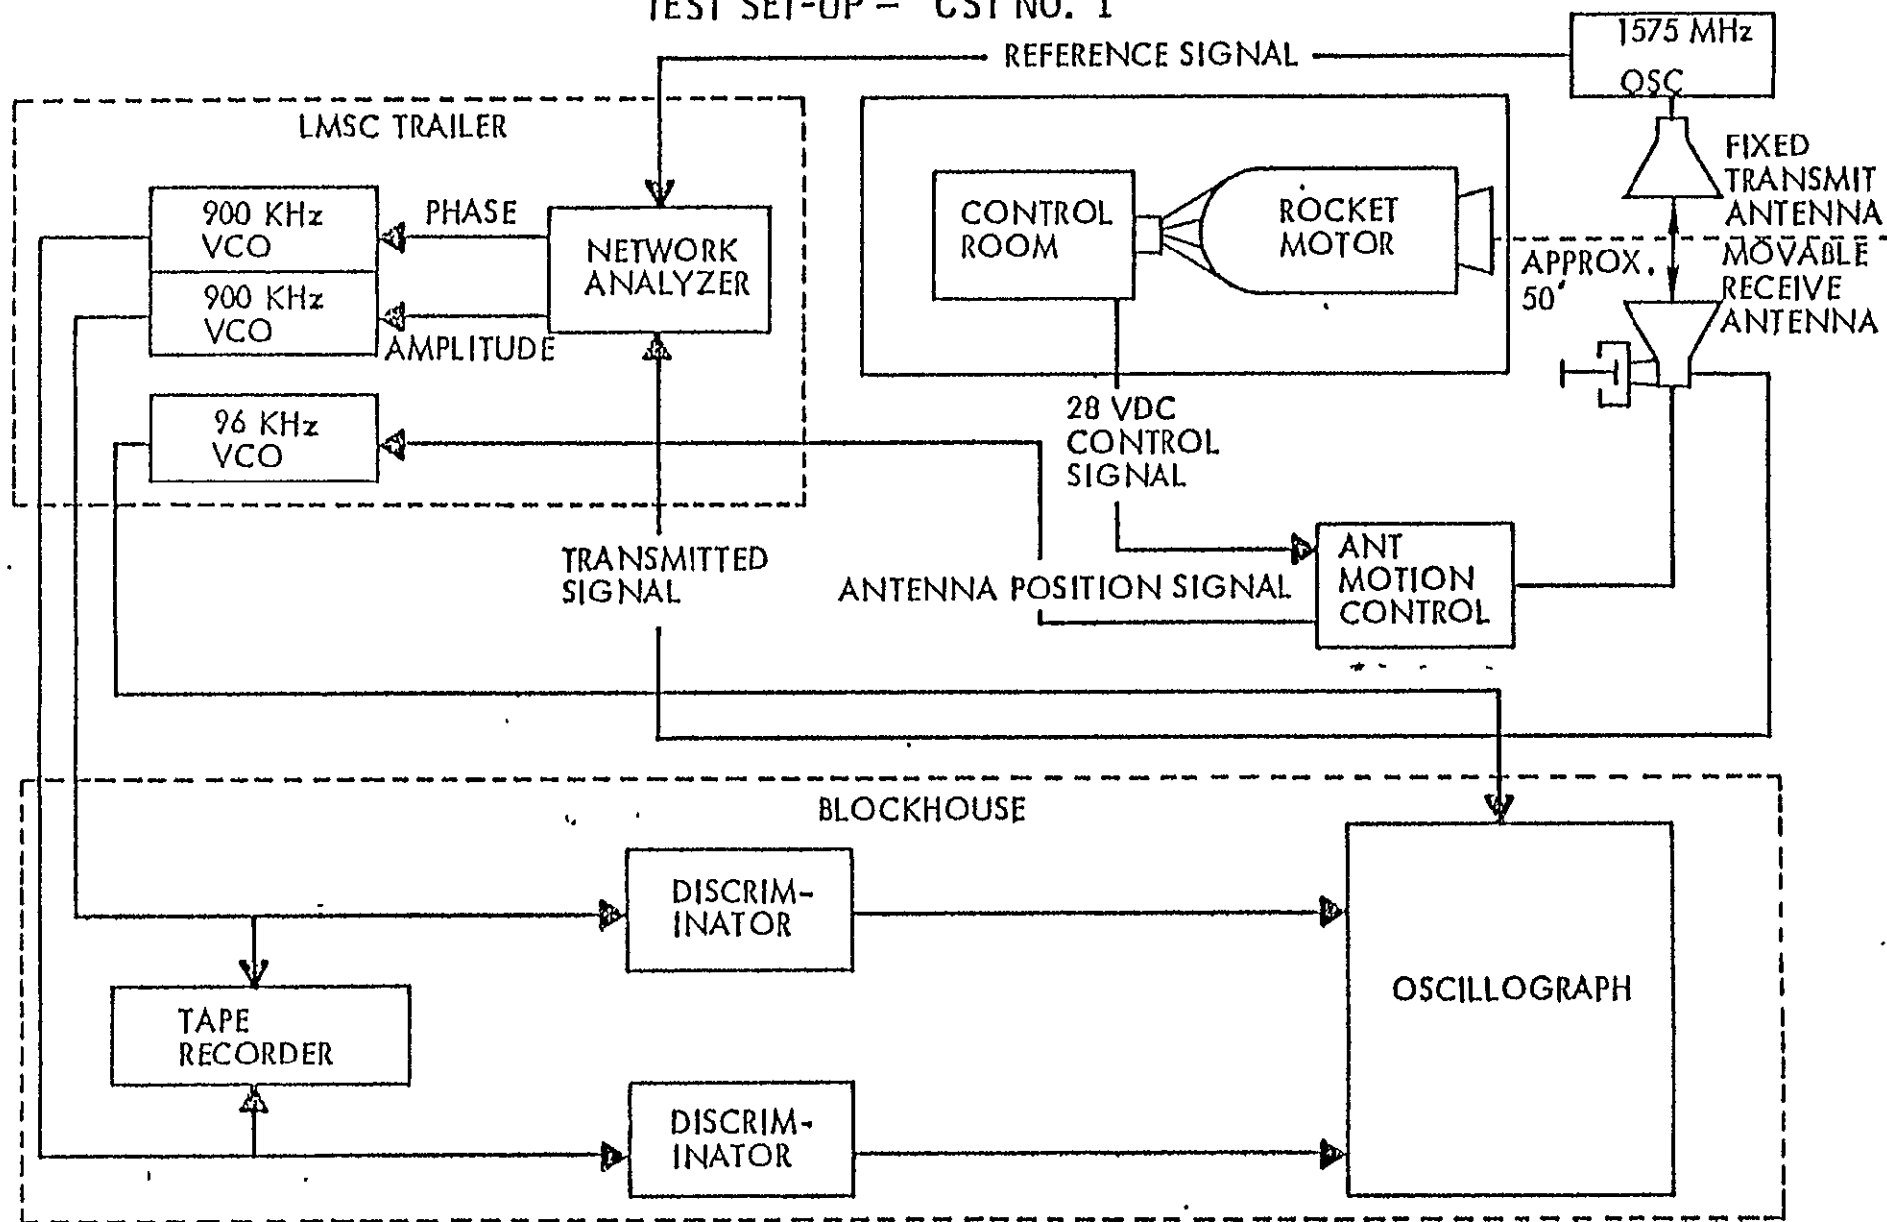 TEST SET-UP - CST NO. 1
REFERENCE SIGNAL
1575 MHz
OSC
LMSC TRAILER
FIXED
TRANSMIT
ANTENNA
900 KHz
VCO
PHASE
NETWORK
ANALYZER
CONTROL
ROOM
ROCKET
MOTOR
APPROX.
50'
MOVABLE
RECEIVE
ANTENNA
900 KHz
VCO
AMPLITUDE
96 KHz
VCO
28 VDC
CONTROL
SIGNAL
TRANSMITTED
SIGNAL
ANTENNA POSITION SIGNAL
ANT
MOTION
CONTROL
BLOCKHOUSE
DISCRIM-
INATOR
OSCILLOGRAPH
TAPE
RECORDER
DISCRIM-
INATOR